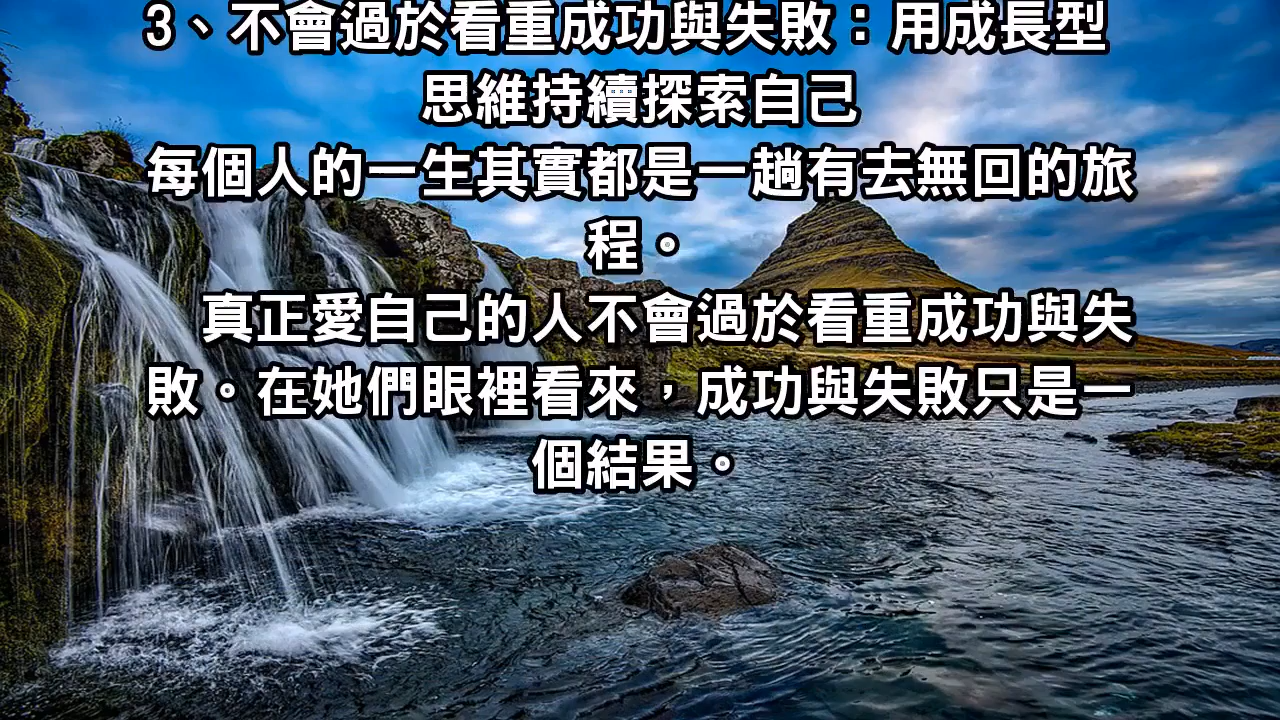 3、不會過於看重成功與失敗：用成長型
思維持續探索自己
每個人的一生其實都是一趟有去無回的旅
程。
真正愛自己的人不會過於看重成功與失
敗。在她們眼裡看來，成功與失敗只是一
個結果。